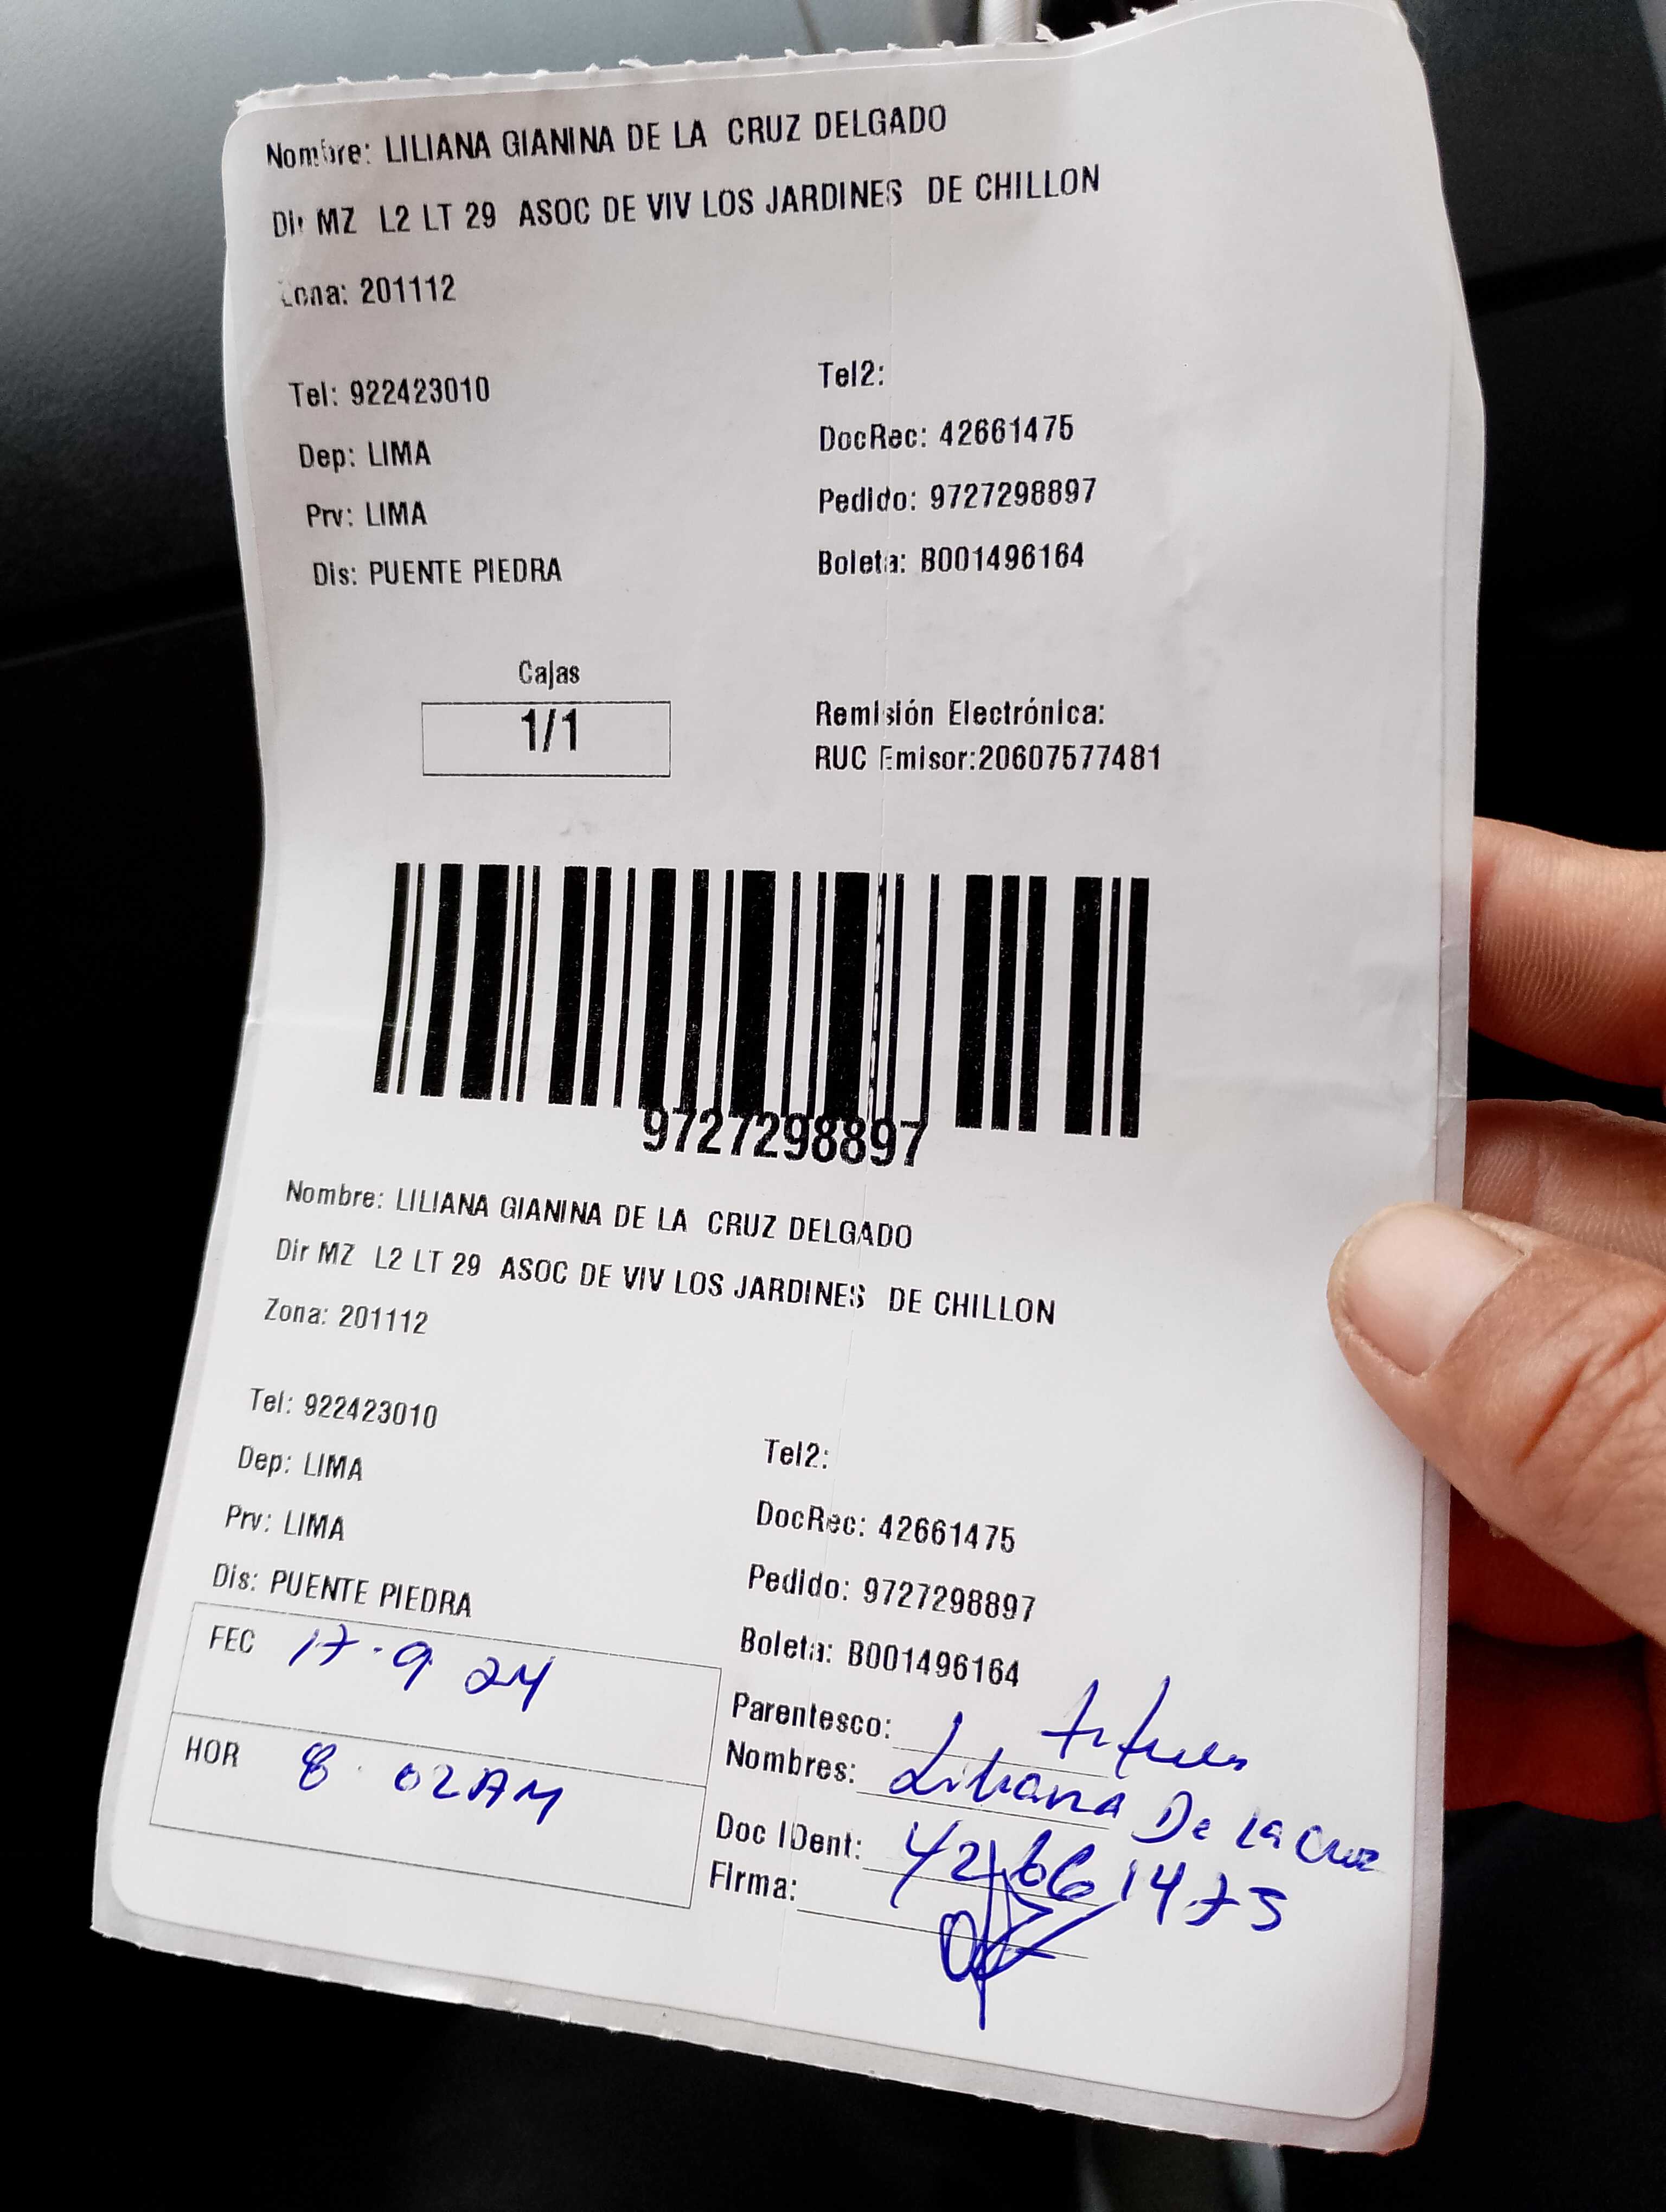 Nombre: LILIANA GIANINA DE LA CRUZ DELGADO
Dir MZ L2 LT 29 ASOC DE VIV LOS JARDINES DE CHILLON
Zona: 201112
Tel: 922423010
Tel2:
Dep: LIMA
DocRec: 42661475
Prv: LIMA
Pedido: 9727298897
Dis: PUENTE PIEDRA
Boleta: B001496164
Cajas
1/1
Remisión Electrónica:
RUC Emisor:20607577481
9727298897
Nombre: LILIANA GIANINA DE LA CRUZ DELGADO
Dir MZ L2 LT 29 ASOC DE VIV LOS JARDINES DE CHILLON
Zona: 201112
Tel: 922423010
Tel2:
Dep: LIMA
DocRec: 42661475
Prv: LIMA
Pedido: 9727298897
Dis: PUENTE PIEDRA
Boleta: B001496164
FEC 17-9 24
HOR 8.02AM
Parentesco:
Nombres: Liliana De La Cruz
Doc IDent: 42661475
Firma: